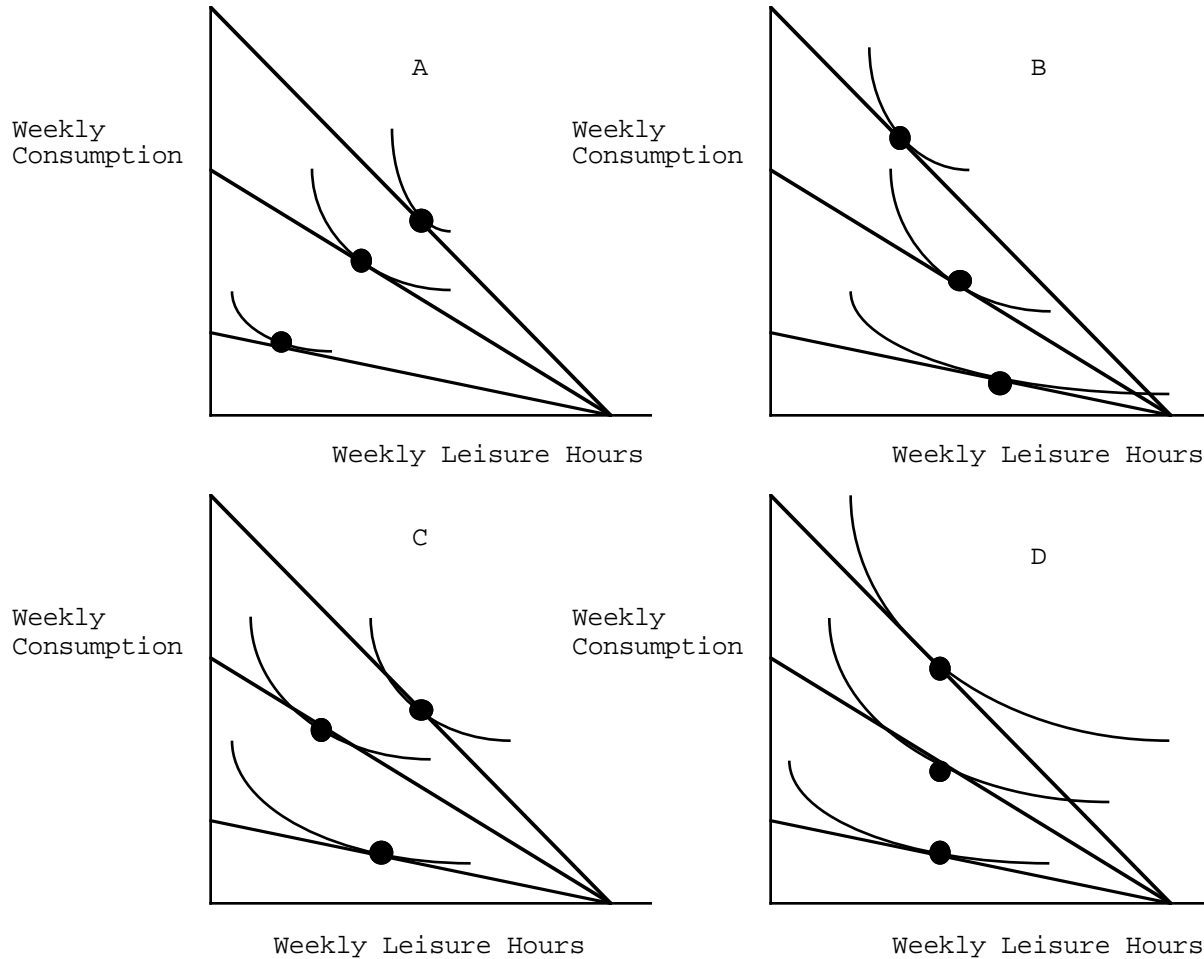 A
Weekly
Consumption
Weekly Leisure Hours
B
Weekly
Consumption
Weekly Leisure Hours
C
Weekly
Consumption
Weekly Leisure Hours
D
Weekly
Consumption
Weekly Leisure Hours